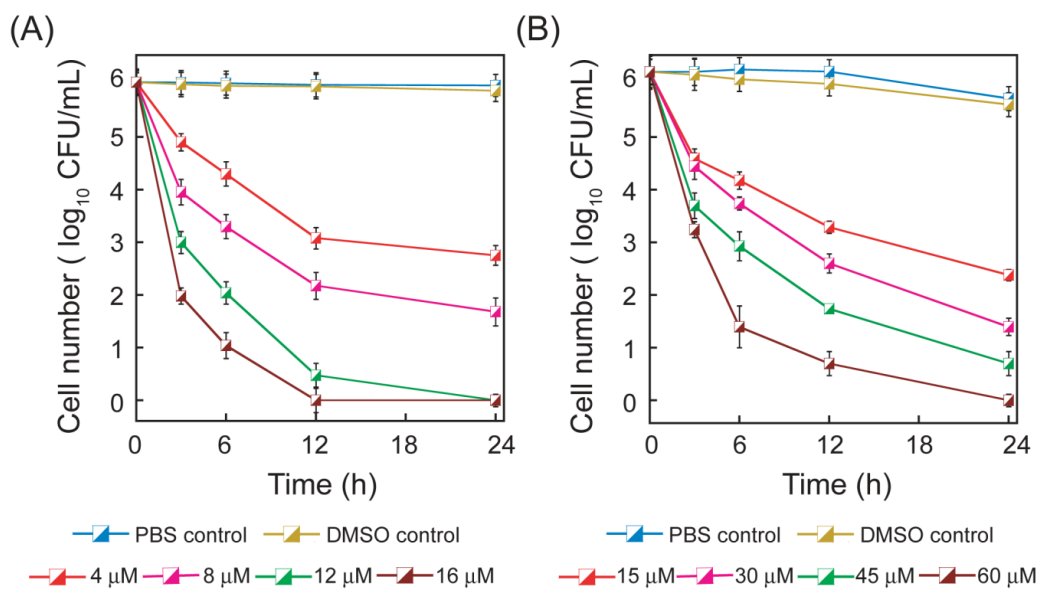 (A)
Cell number ( log10 CFU/mL)
6
5
4
3
2
1
0
0 6 12 18 24
Time (h)
PBS control DMSO control
4 μM 8 μM 12 μM 16 μM
(B)
Cell number ( log10 CFU/mL)
6
5
4
3
2
1
0
0 6 12 18 24
Time (h)
PBS control DMSO control
15 μM 30 μM 45 μM 60 μM